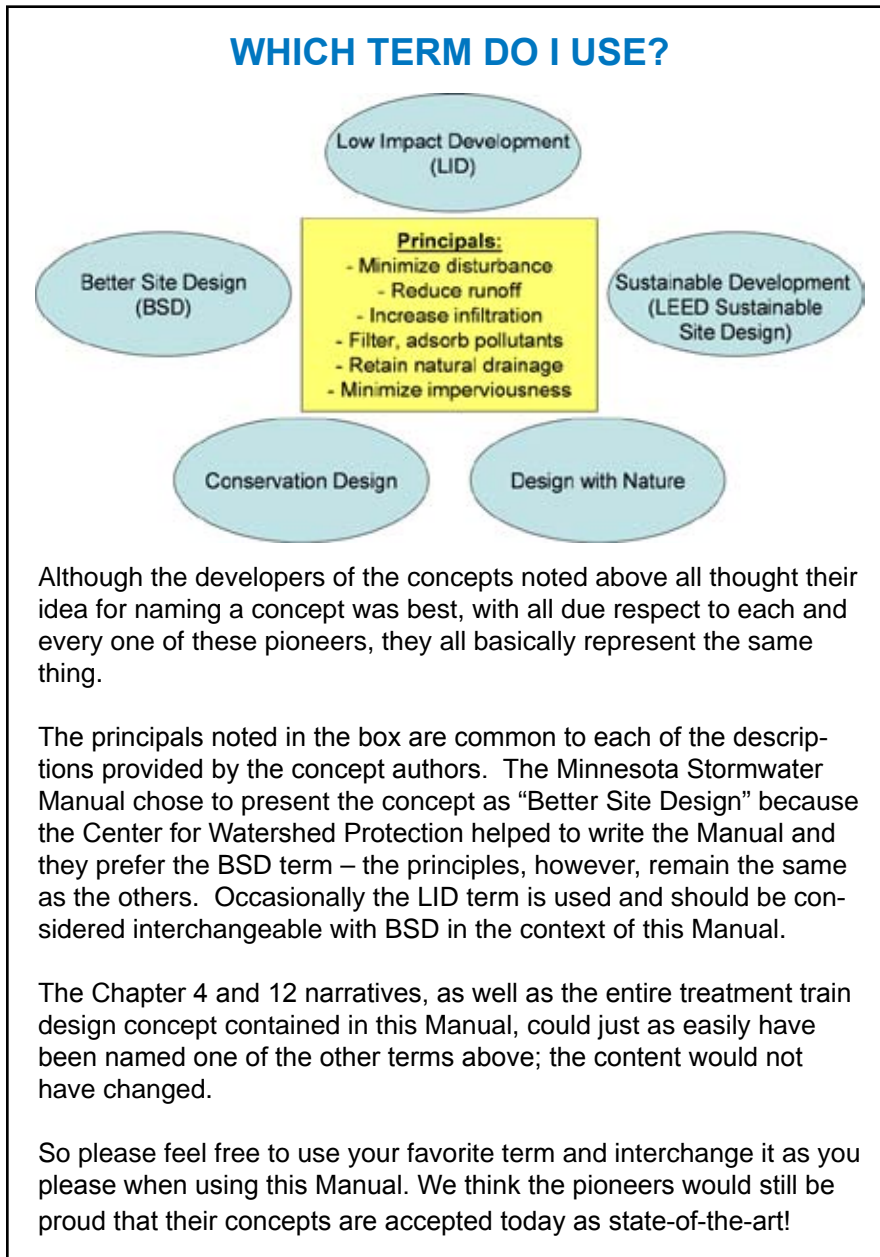 WHICH TERM DO I USE?
Low Impact Development
(LID)
Better Site Design
(BSD)
Principals:
- Minimize disturbance
- Reduce runoff
- Increase infiltration
- Filter, adsorb pollutants
- Retain natural drainage
- Minimize imperviousness
Sustainable Development
(LEED Sustainable
Site Design)
Conservation Design
Design with Nature
Although the developers of the concepts noted above all thought their
idea for naming a concept was best, with all due respect to each and
every one of these pioneers, they all basically represent the same
thing.
The principals noted in the box are common to each of the descrip-
tions provided by the concept authors.  The Minnesota Stormwater
Manual chose to present the concept as “Better Site Design” because
the Center for Watershed Protection helped to write the Manual and
they prefer the BSD term – the principles, however, remain the same
as the others.  Occasionally the LID term is used and should be con-
sidered interchangeable with BSD in the context of this Manual.
The Chapter 4 and 12 narratives, as well as the entire treatment train
design concept contained in this Manual, could just as easily have
been named one of the other terms above; the content would not
have changed.
So please feel free to use your favorite term and interchange it as you
please when using this Manual. We think the pioneers would still be
proud that their concepts are accepted today as state-of-the-art!